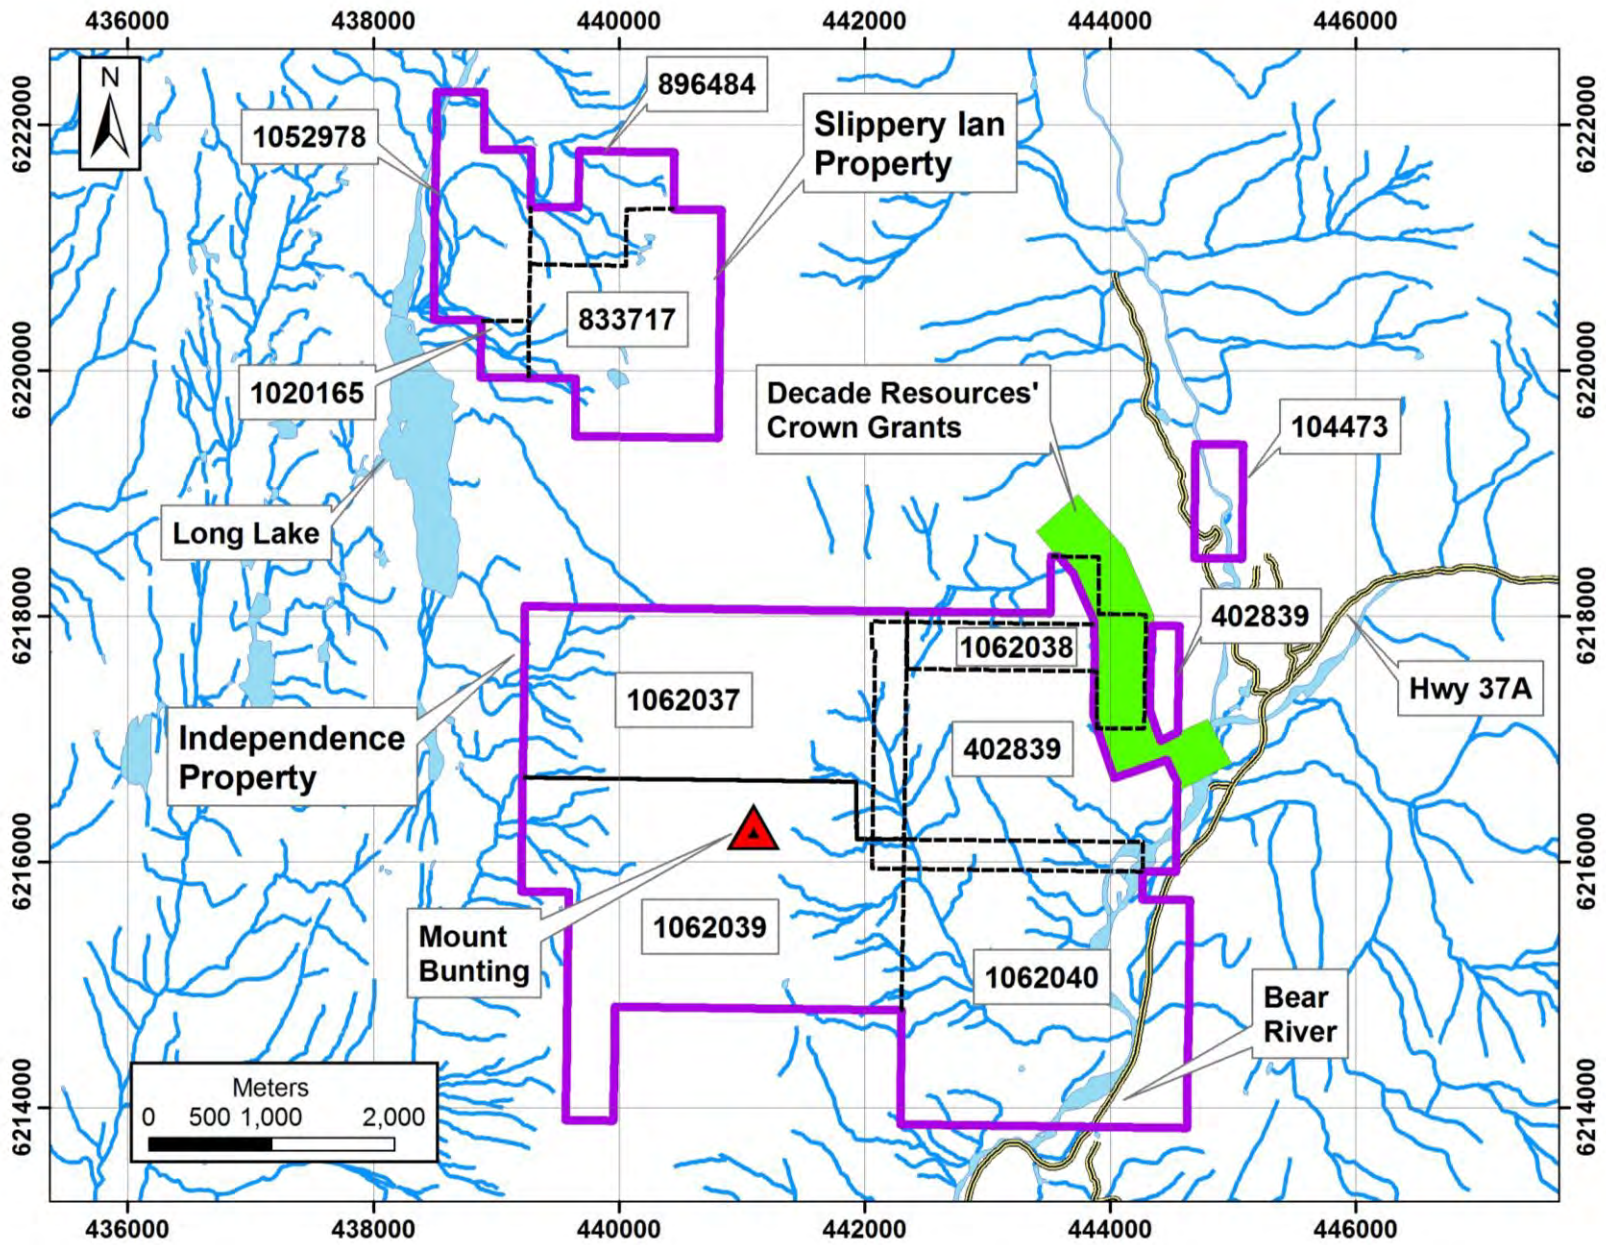 436000 438000 440000 442000 444000 446000
N
896484
6222000
6222000
1052978
Slippery Ian
Property
833717
6220000
6220000
1020165
Decade Resources'
Crown Grants
104473
Long Lake
6218000
6218000
402839
1062038
1062037
Hwy 37A
Independence
Property
402839
6216000
6216000
Mount
Bunting
1062039
1062040
Bear
River
6214000
6214000
Meters
0 500 1,000 2,000
436000 438000 440000 442000 444000 446000